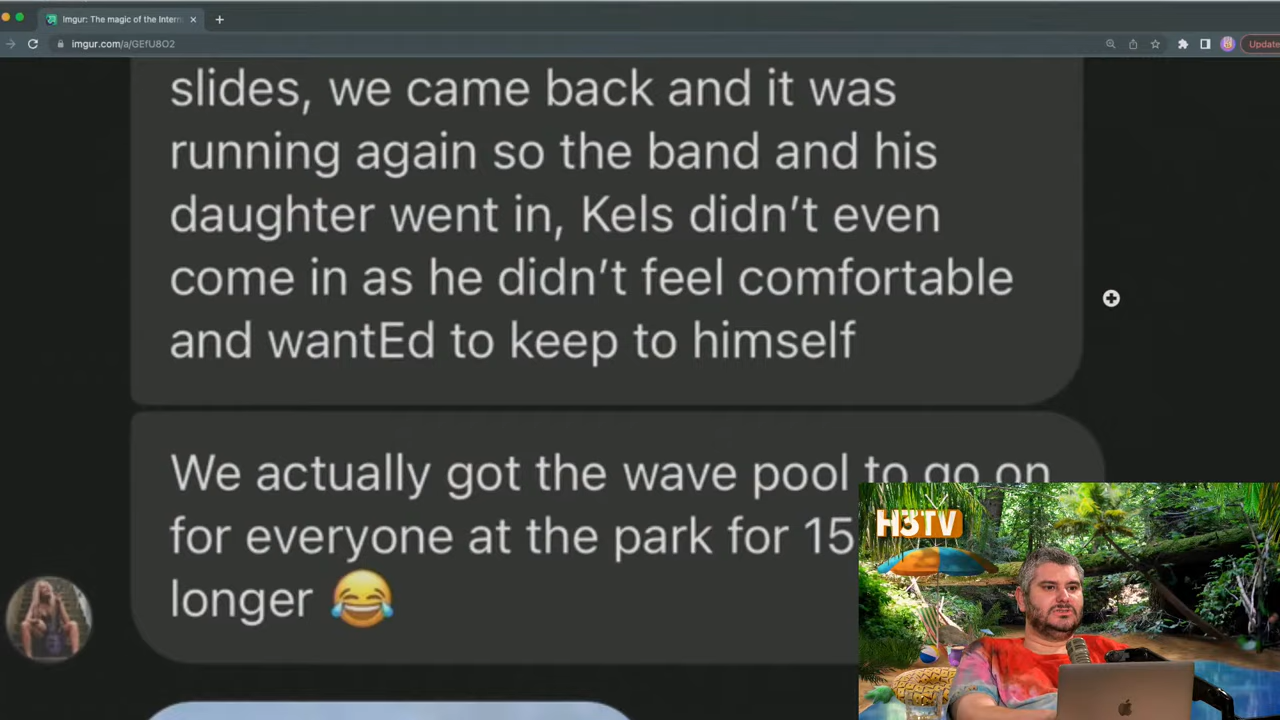 Imgur: The magic of the Intern
imgur.com/a/GEfU8O2
Update
slides, we came back and it was
running again so the band and his
daughter went in, Kels didn’t even
come in as he didn’t feel comfortable
and wantEd to keep to himself
We actually got the wave pool to go on
for everyone at the park for 15
longer 😂
H3TV